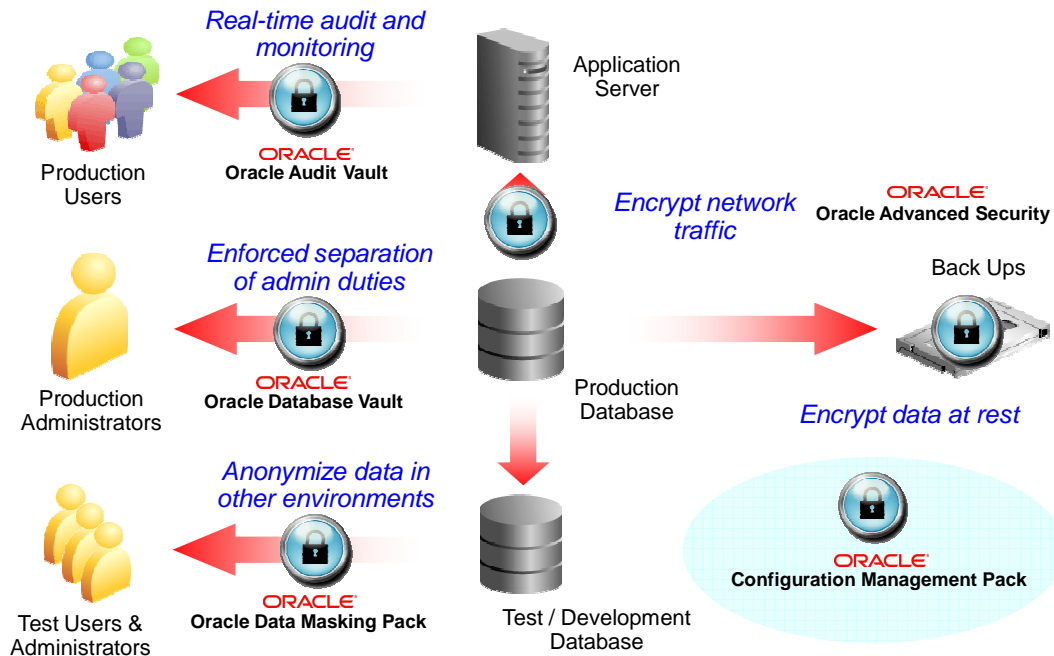 Real-time audit and
monitoring
ORACLE®
Oracle Audit Vault
Production
Users
Application
Server
Encrypt network
traffic
ORACLE®
Oracle Advanced Security
Enforced separation
of admin duties
ORACLE®
Oracle Database Vault
Production
Administrators
Production
Database
Back Ups
Encrypt data at rest
Anonymize data in
other environments
ORACLE®
Oracle Data Masking Pack
Test Users &
Administrators
Test / Development
Database
ORACLE®
Configuration Management Pack